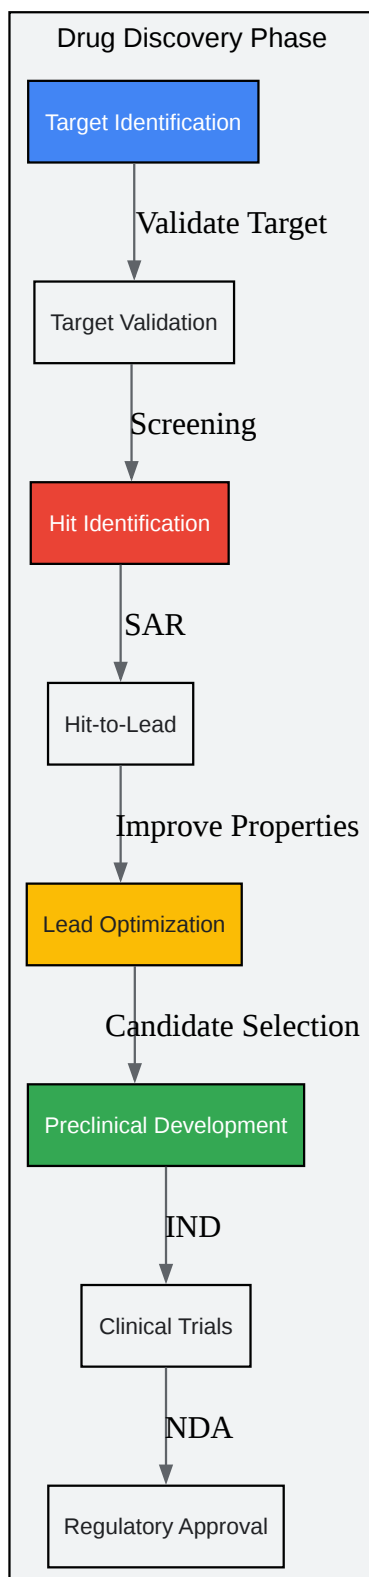 Drug Discovery Phase
Target Identification
Validate Target
Target Validation
Screening
Hit Identification
SAR
Hit-to-Lead
Improve Properties
Lead Optimization
Candidate Selection
Preclinical Development
IND
Clinical Trials
NDA
Regulatory Approval